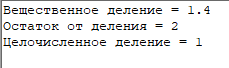 Вещественное деление = 1.4
Остаток от деления = 2
Целочисленное деление = 1